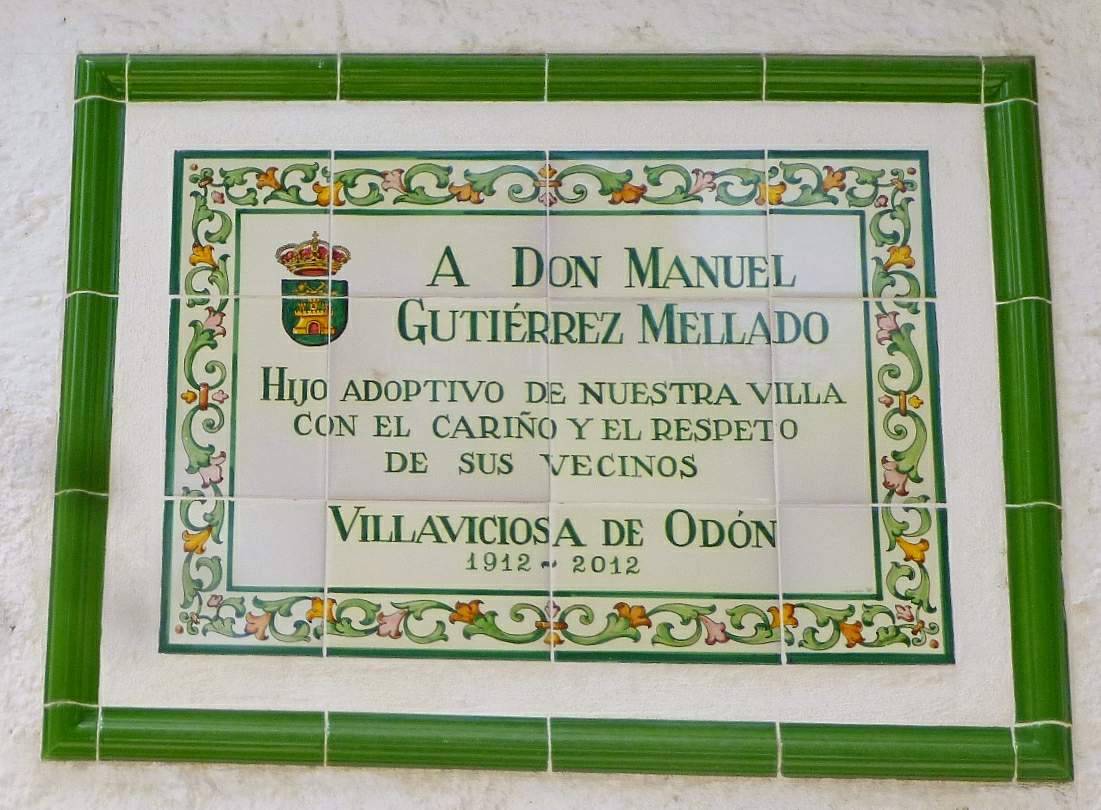 A DON MANUEL
GUTIÉRREZ MELLADO
HIJO ADOPTIVO DE NUESTRA VILLA
CON EL CARIÑO Y EL RESPETO
DE SUS VECINOS
VILLAVICIOSA DE ODÓN
1912 ~ 2012